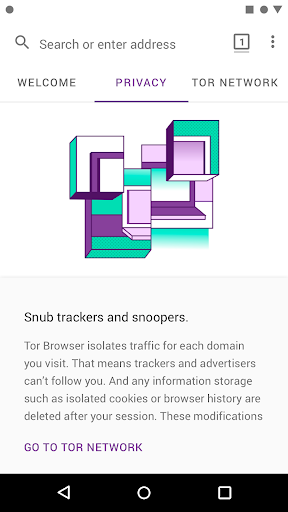 Search or enter address
1
WELCOME
PRIVACY
TOR NETWORK
Snub trackers and snoopers.
Tor Browser isolates traffic for each domain
you visit. That means trackers and advertisers
can't follow you. And any information storage
such as isolated cookies or browser history are
deleted after your session. These modifications
GO TO TOR NETWORK